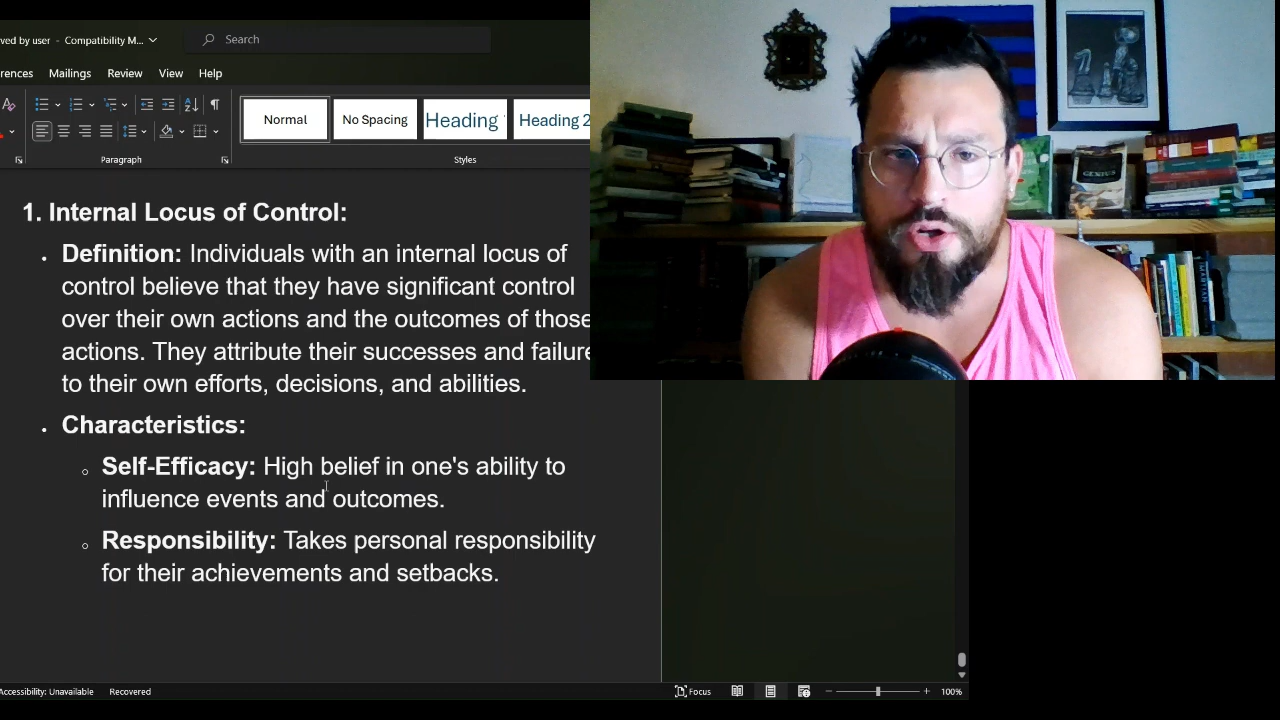 ved by user - Compatibility M...
Search
rences Mailings Review View Help
Normal No Spacing Heading Heading 2
Paragraph Styles
1. Internal Locus of Control:
Definition: Individuals with an internal locus of
control believe that they have significant control
over their own actions and the outcomes of those
actions. They attribute their successes and failure
to their own efforts, decisions, and abilities.
Characteristics:
Self-Efficacy: High belief in one's ability to
influence events and outcomes.
Responsibility: Takes personal responsibility
for their achievements and setbacks.
GENIUS
MARTIAN
Accessibility: Unavailable Recovered Focus 100%